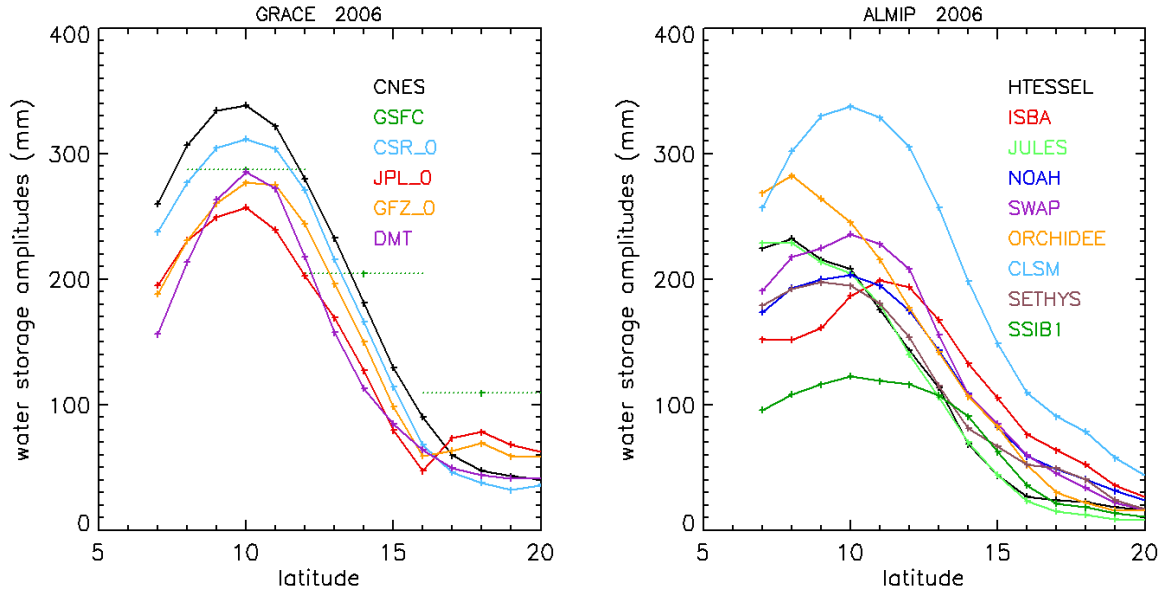 GRACE 2006
400
300
200
100
0
water storage amplitudes (mm)
CNES
GSFC
CSR_0
JPL_0
GFZ_0
DMT
5
10
15
20
latitude
ALMIP 2006
400
300
200
100
0
water storage amplitudes (mm)
HTESSEL
ISBA
JULES
NOAH
SWAP
ORCHIDEE
CLSM
SETHYS
SSIB1
5
10
15
20
latitude